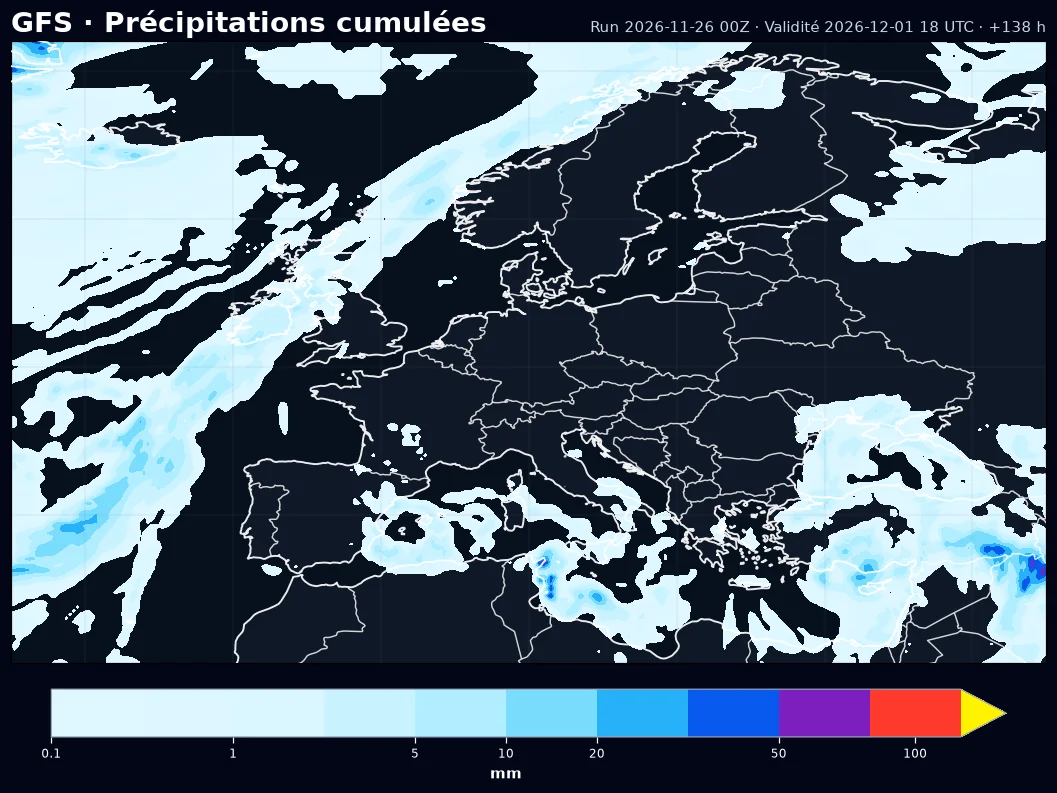 GFS · Précipitations cumulées
Run 2026-11-26 00Z · Validité 2026-12-01 18 UTC · +138 h
0.1 1 5 10 20 50 100
mm